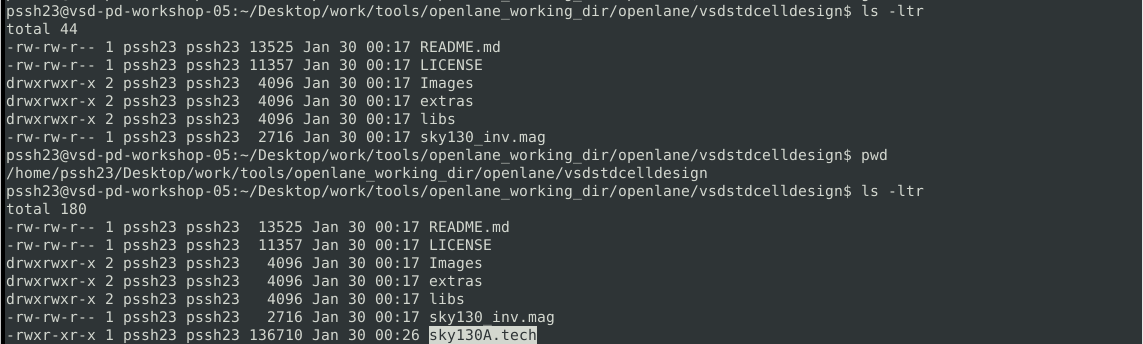 pssh23@vsd-pd-workshop-05:~/Desktop/work/tools/openlane_working_dir/openlane/vsdstdcelldesign$ ls -ltr
total 44
-rw-rw-r-- 1 pssh23 pssh23 13525 Jan 30 00:17 README.md
-rw-rw-r-- 1 pssh23 pssh23 11357 Jan 30 00:17 LICENSE
drwxrwxr-x 2 pssh23 pssh23  4096 Jan 30 00:17 Images
drwxrwxr-x 2 pssh23 pssh23  4096 Jan 30 00:17 extras
drwxrwxr-x 2 pssh23 pssh23  4096 Jan 30 00:17 libs
-rw-rw-r-- 1 pssh23 pssh23  2716 Jan 30 00:17 sky130_inv.mag
pssh23@vsd-pd-workshop-05:~/Desktop/work/tools/openlane_working_dir/openlane/vsdstdcelldesign$ pwd
/home/pssh23/Desktop/work/tools/openlane_working_dir/openlane/vsdstdcelldesign
pssh23@vsd-pd-workshop-05:~/Desktop/work/tools/openlane_working_dir/openlane/vsdstdcelldesign$ ls -ltr
total 180
-rw-rw-r-- 1 pssh23 pssh23  13525 Jan 30 00:17 README.md
-rw-rw-r-- 1 pssh23 pssh23  11357 Jan 30 00:17 LICENSE
drwxrwxr-x 2 pssh23 pssh23   4096 Jan 30 00:17 Images
drwxrwxr-x 2 pssh23 pssh23   4096 Jan 30 00:17 extras
drwxrwxr-x 2 pssh23 pssh23   4096 Jan 30 00:17 libs
-rw-rw-r-- 1 pssh23 pssh23   2716 Jan 30 00:17 sky130_inv.mag
-rwxr-xr-x 1 pssh23 pssh23 136710 Jan 30 00:26 sky130A.tech